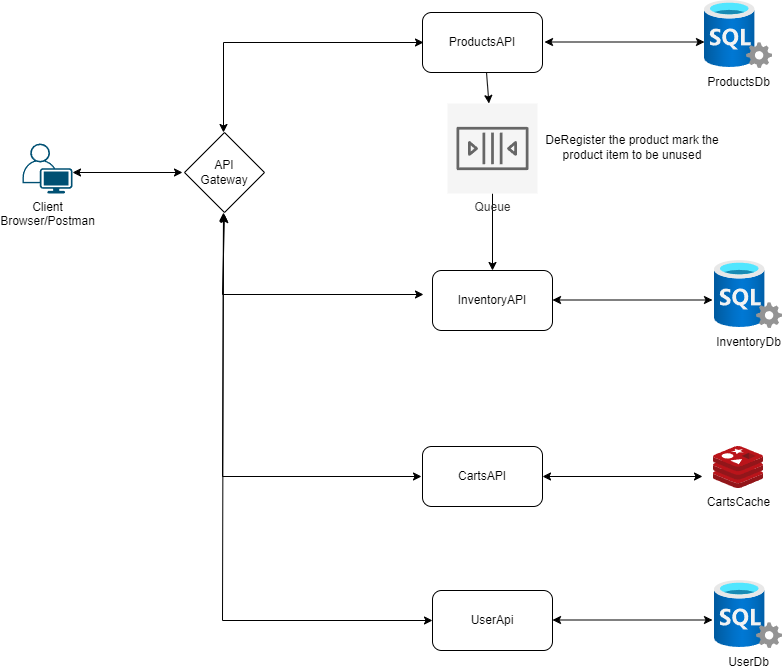 ProductsAPI
SQL
ProductsDb
DeRegister the product mark the
product item to be unused
API
Gateway
Client
Browser/Postman
Queue
InventoryAPI
SQL
InventoryDb
CartsAPI
CartsCache
UserApi
SQL
UserDb